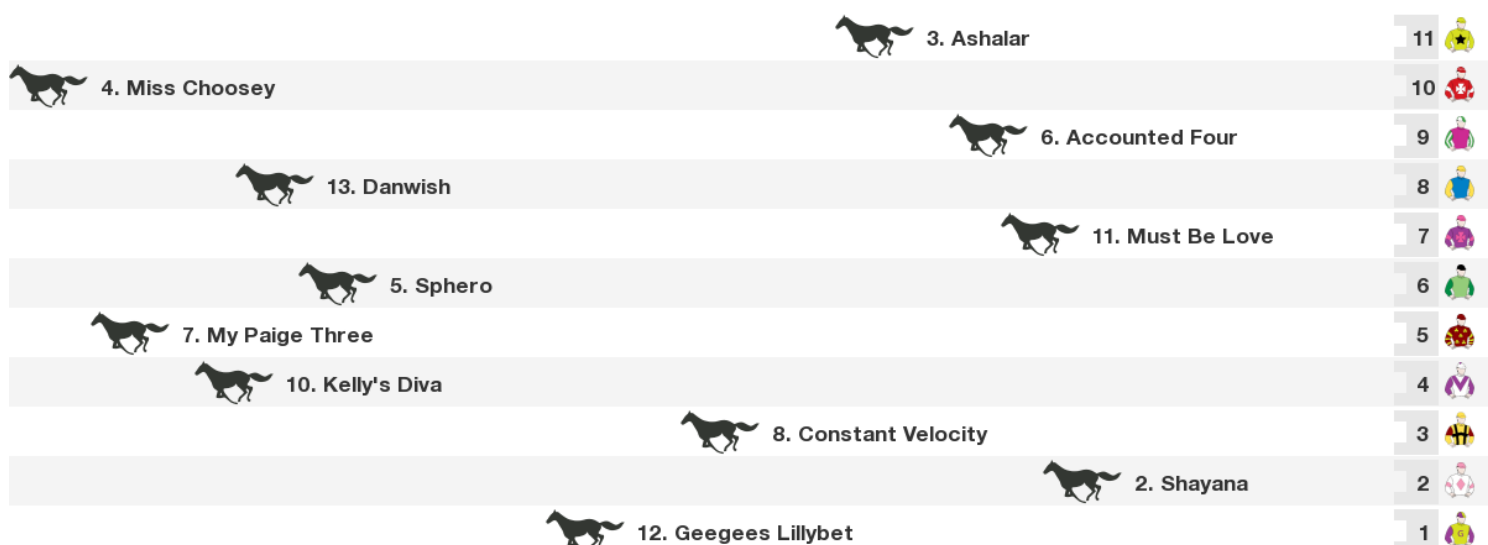 3. Ashalar 11
4. Miss Choosey 10
6. Accounted Four 9
13. Danwish 8
11. Must Be Love 7
5. Sphero 6
7. My Paige Three 5
10. Kelly's Diva 4
8. Constant Velocity 3
2. Shayana 2
12. Geegees Lillybet 1
G